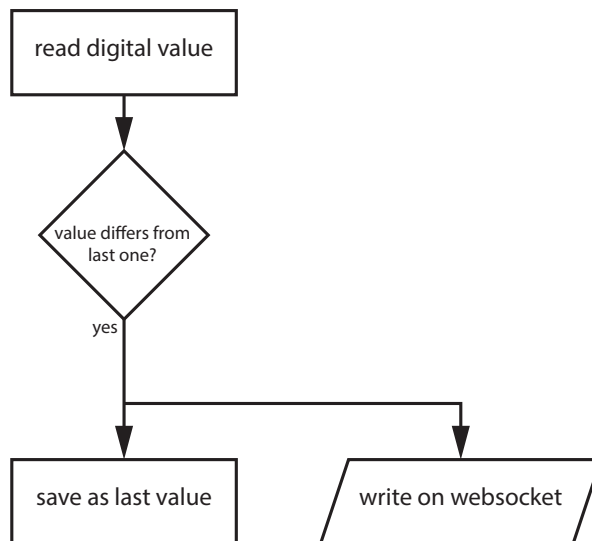 read digital value
value differs from
last one?
yes
save as last value
write on websocket